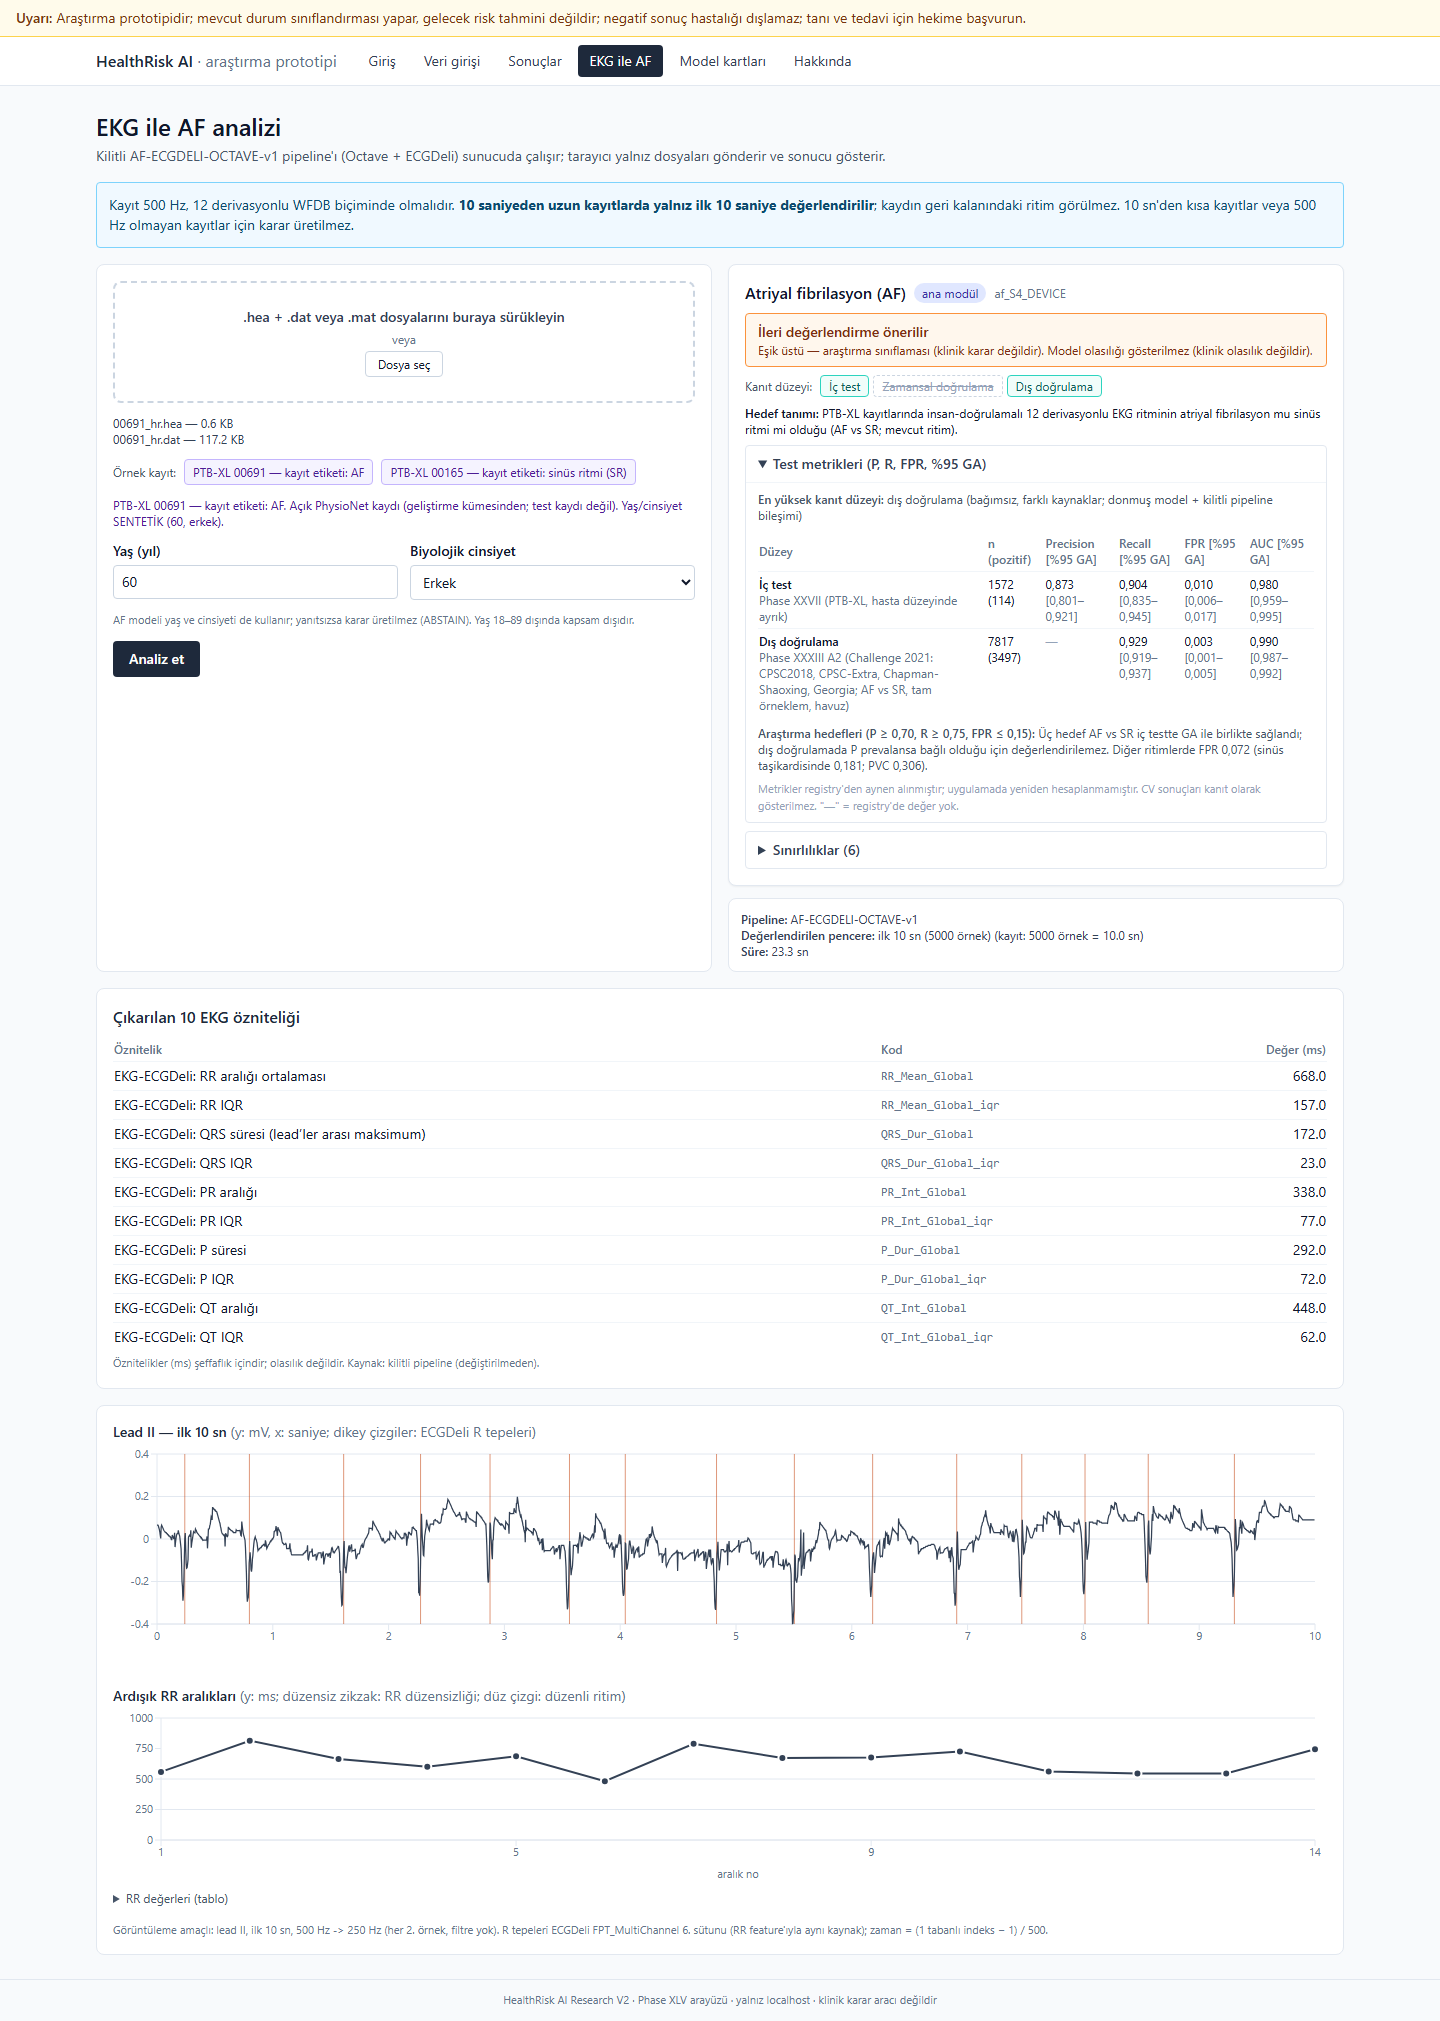 Uyarı: Araştırma prototipidir; mevcut durum sınıflandırması yapar, gelecek risk tahmini değildir; negatif sonuç hastalığı dışlamaz; tanı ve tedavi için hekime başvurun.
HealthRisk AI · araştırma prototipi
Giriş
Veri girişi
Sonuçlar
EKG ile AF
Model kartları
Hakkında
EKG ile AF analizi
Kilitli AF-ECGDELI-OCTAVE-v1 pipeline'ı (Octave + ECGDeli) sunucuda çalışır; tarayıcı yalnız dosyaları gönderir ve sonucu gösterir.
Kayıt 500 Hz, 12 derivasyonlu WFDB biçiminde olmalıdır. 10 saniyeden uzun kayıtlarda yalnız ilk 10 saniye değerlendirilir; kaydın geri kalanındaki ritim görülmez. 10 sn'den kısa kayıtlar veya 500
Hz olmayan kayıtlar için karar üretilmez.
.hea + .dat veya .mat dosyalarını buraya sürükleyin
veya
Dosya seç
00691_hr.hea — 0.6 KB
00691_hr.dat — 117.2 KB
Örnek kayıt:
PTB-XL 00691 — kayıt etiketi: AF
PTB-XL 00165 — kayıt etiketi: sinüs ritmi (SR)
PTB-XL 00691 — kayıt etiketi: AF. Açık PhysioNet kaydı (geliştirme kümesinden; test kaydı değil). Yaş/cinsiyet
SENTETİK (60, erkek).
Yaş (yıl)
Biyolojik cinsiyet
60
Erkek
AF modeli yaş ve cinsiyeti de kullanır; yanıtsızsa karar üretilmez (ABSTAIN). Yaş 18–89 dışında kapsam dışıdır.
Analiz et
Atriyal fibrilasyon (AF)
ana modül
af_S4_DEVICE
İleri değerlendirme önerilir
Eşik üstü — araştırma sınıflaması (klinik karar değildir). Model olasılığı gösterilmez (klinik olasılık değildir).
Kanıt düzeyi:
İç test
Zamansal doğrulama
Dış doğrulama
Hedef tanımı: PTB-XL kayıtlarında insan-doğrulamalı 12 derivasyonlu EKG ritminin atriyal fibrilasyon mu sinüs
ritmi mi olduğu (AF vs SR; mevcut ritim).
▼ Test metrikleri (P, R, FPR, %95 GA)
En yüksek kanıt düzeyi: dış doğrulama (bağımsız, farklı kaynaklar; donmuş model + kilitli pipeline
bileşimi)
Düzey
n
(pozitif)
Precision
[%95 GA]
Recall
[%95 GA]
FPR [%95
GA]
AUC [%95
GA]
İç test
Phase XXVII (PTB-XL, hasta düzeyinde
ayrık)
1572
(114)
0,873
[0,801–
0,921]
0,904
[0,835–
0,945]
0,010
[0,006–
0,017]
0,980
[0,959–
0,995]
Dış doğrulama
Phase XXXIII A2 (Challenge 2021:
CPSC2018, CPSC-Extra, Chapman-
Shaoxing, Georgia; AF vs SR, tam
örneklem, havuz)
7817
(3497)
—
0,929
[0,919–
0,937]
0,003
[0,001–
0,005]
0,990
[0,987–
0,992]
Araştırma hedefleri (P ≥ 0,70, R ≥ 0,75, FPR ≤ 0,15): Üç hedef AF vs SR iç testte GA ile birlikte sağlandı;
dış doğrulamada P prevalansa bağlı olduğu için değerlendirilemez. Diğer ritimlerde FPR 0,072 (sinüs
taşikardisinde 0,181; PVC 0,306).
Metrikler registry'den aynen alınmıştır; uygulamada yeniden hesaplanmamıştır. CV sonuçları kanıt olarak
gösterilmez. "—" = registry'de değer yok.
▶ Sınırlılıklar (6)
Pipeline: AF-ECGDELI-OCTAVE-v1
Değerlendirilen pencere: ilk 10 sn (5000 örnek) (kayıt: 5000 örnek = 10.0 sn)
Süre: 23.3 sn
Çıkarılan 10 EKG özniteliği
Öznitelik Kod Değer (ms)
EKG-ECGDeli: RR aralığı ortalaması RR_Mean_Global 668.0
EKG-ECGDeli: RR IQR RR_Mean_Global_iqr 157.0
EKG-ECGDeli: QRS süresi (lead'ler arası maksimum) QRS_Dur_Global 172.0
EKG-ECGDeli: QRS IQR QRS_Dur_Global_iqr 23.0
EKG-ECGDeli: PR aralığı PR_Int_Global 338.0
EKG-ECGDeli: PR IQR PR_Int_Global_iqr 77.0
EKG-ECGDeli: P süresi P_Dur_Global 292.0
EKG-ECGDeli: P IQR P_Dur_Global_iqr 72.0
EKG-ECGDeli: QT aralığı QT_Int_Global 448.0
EKG-ECGDeli: QT IQR QT_Int_Global_iqr 62.0
Öznitelikler (ms) şeffaflık içindir; olasılık değildir. Kaynak: kilitli pipeline (değiştirilmeden).
Lead II — ilk 10 sn (y: mV, x: saniye; dikey çizgiler: ECGDeli R tepeleri)
0.4
0.2
0
-0.2
-0.4
0 1 2 3 4 5 6 7 8 9 10
Ardışık RR aralıkları (y: ms; düzensiz zikzak: RR düzensizliği; düz çizgi: düzenli ritim)
1000
750
500
250
0
1 5 9 14
aralık no
▶ RR değerleri (tablo)
Görüntüleme amaçlı: lead II, ilk 10 sn, 500 Hz -> 250 Hz (her 2. örnek, filtre yok). R tepeleri ECGDeli FPT_MultiChannel 6. sütunu (RR feature'ıyla aynı kaynak); zaman = (1 tabanlı indeks − 1) / 500.
HealthRisk AI Research V2 · Phase XLV arayüzü · yalnız localhost · klinik karar aracı değildir